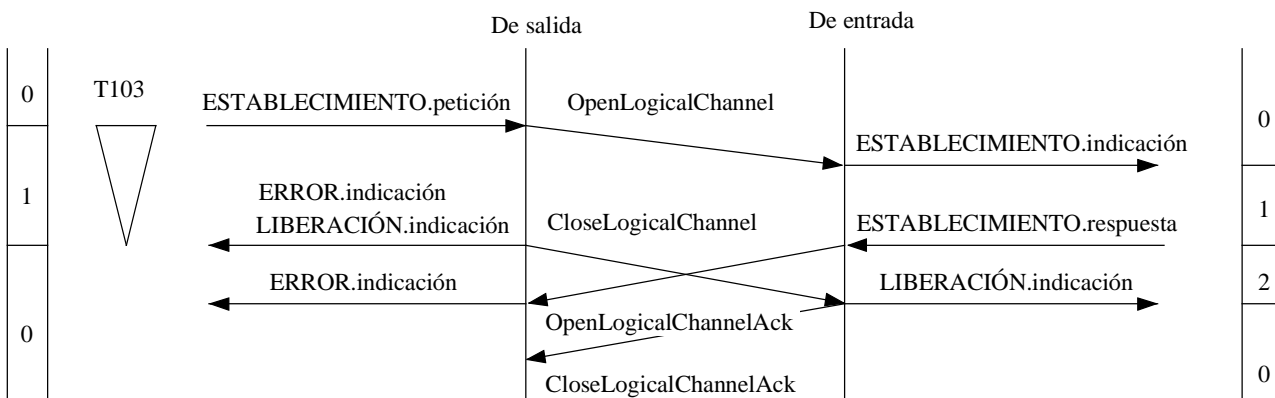 De salida
De entrada
0
T103
ESTABLECIMIENTO.petición
OpenLogicalChannel
0
ESTABLECIMIENTO.indicación
1
ERROR.indicación
LIBERACIÓN.indicación
CloseLogicalChannel
ESTABLECIMIENTO.respuesta
1
ERROR.indicación
LIBERACIÓN.indicación
2
0
OpenLogicalChannelAck
CloseLogicalChannelAck
0